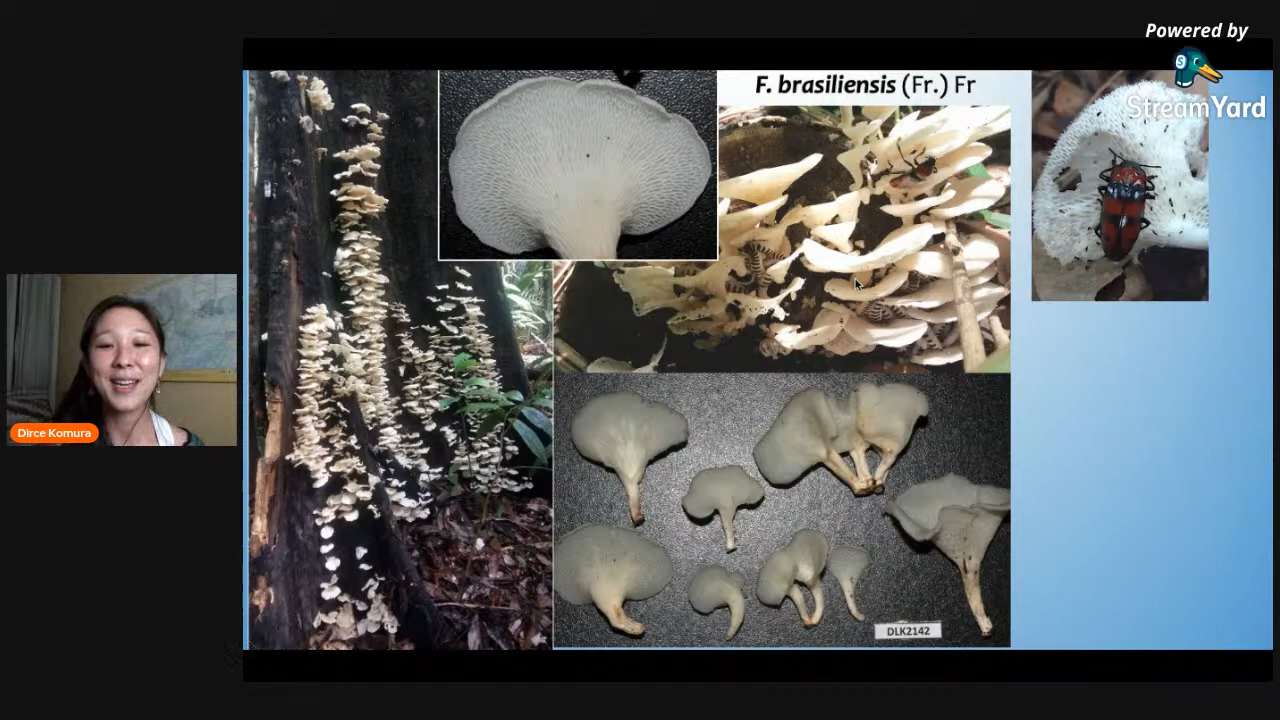 Powered by
StreamYard
F. brasiliensis (Fr.) Fr
Dirce Komura
DLK2142